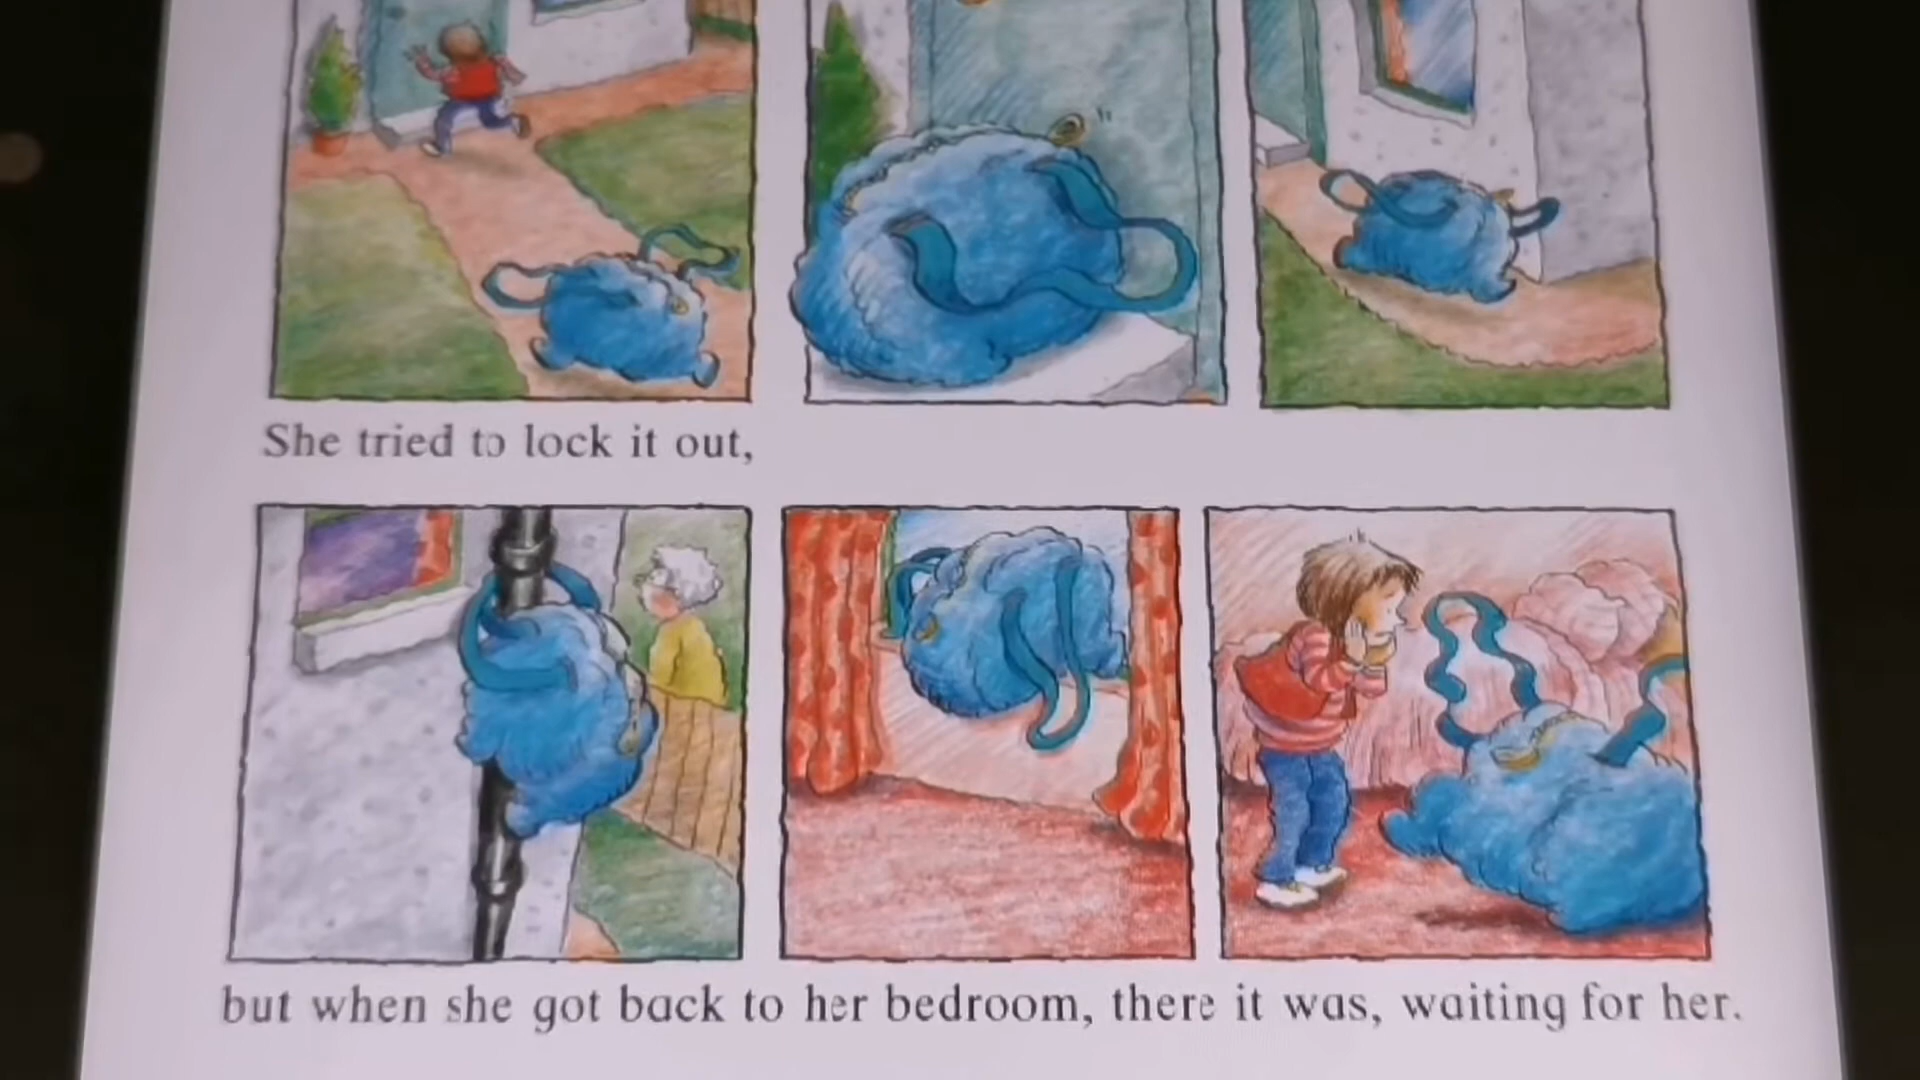 She tried to lock it out,
but when she got back to her bedroom, there it was, waiting for her.